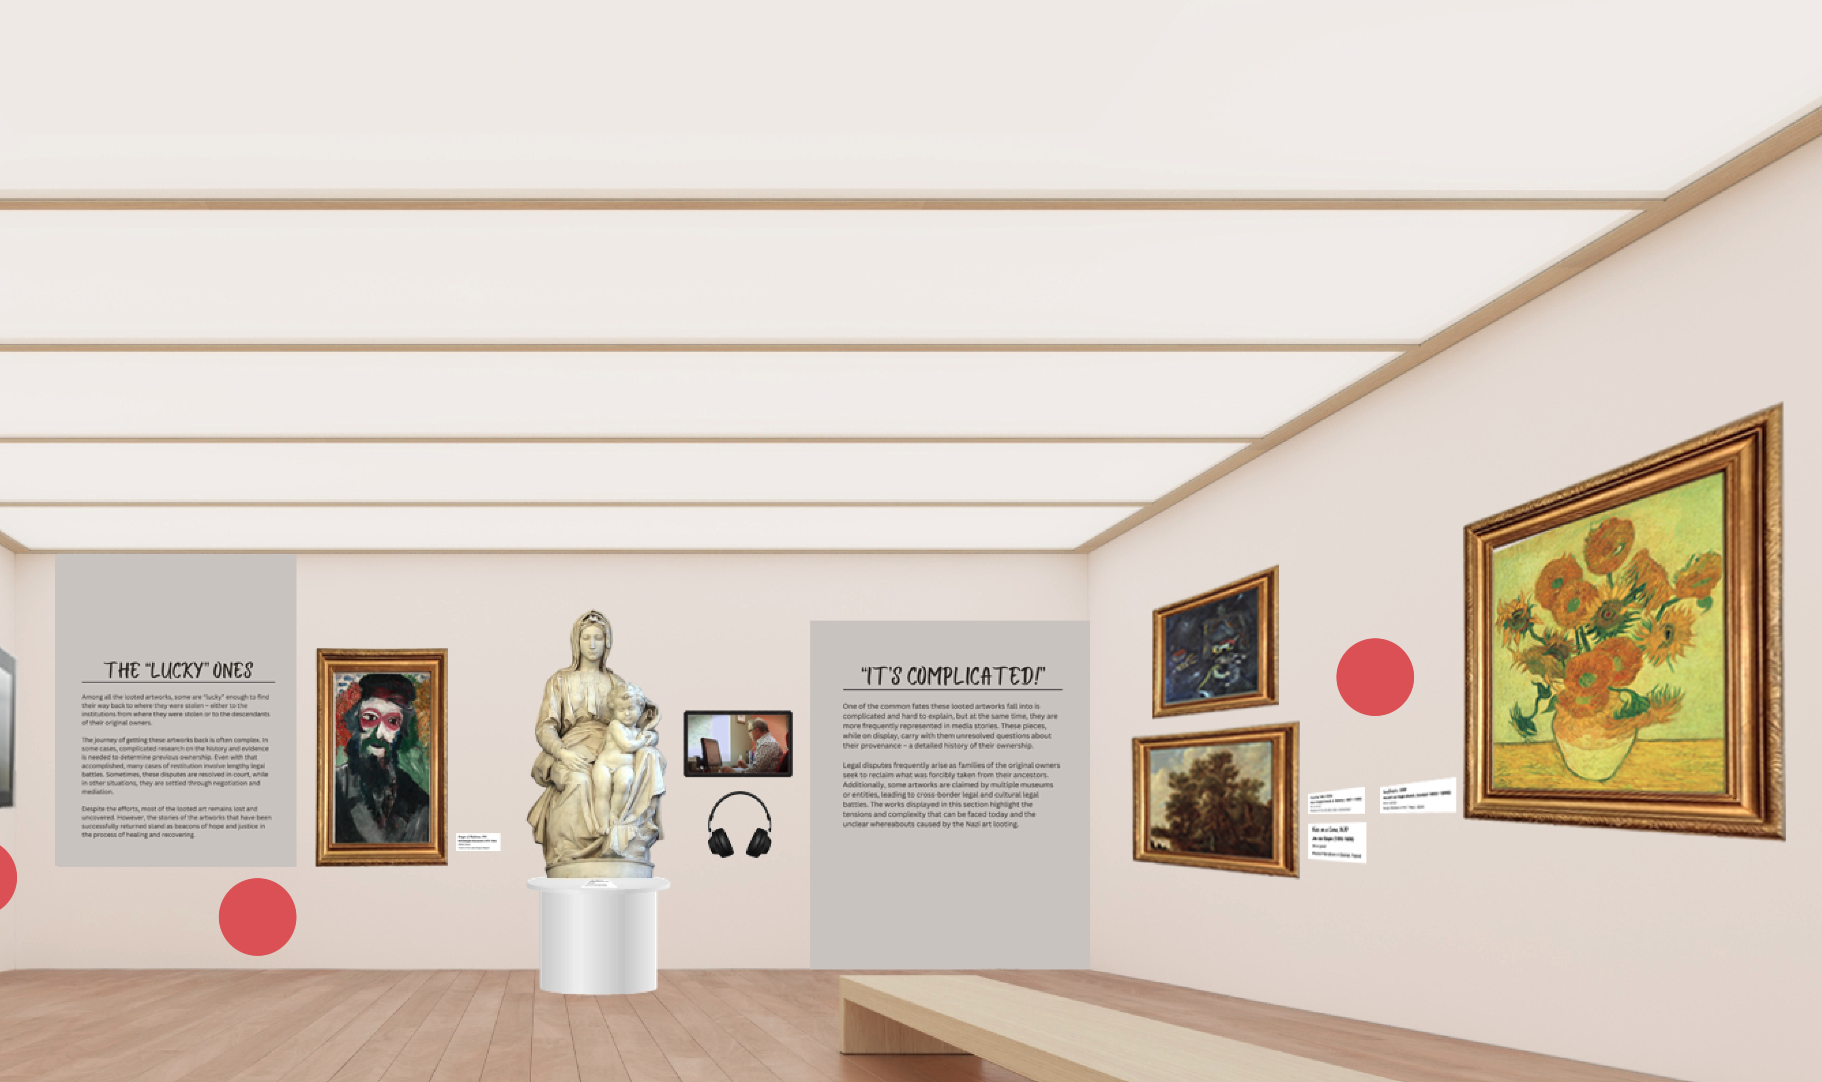 THE "LUCKY" ONES
Among all the looted artworks, some are "lucky" enough to find
their way back to where they were stolen – either to the
institutions from where they were stolen or to the descendants
of their original owners.
The journey of getting these artworks back is often complex. In
some cases, complicated research on the history and evidence
is needed to determine previous ownership. Even with that
accomplished, many cases of restitution involve lengthy legal
battles. Sometimes, these disputes are resolved in court, while
in other situations, they are settled through negotiation and
mediation.
Despite the efforts, most of the looted art remains lost and
uncovered. However, the stories of the artworks that have been
successfully returned stand as beacons of hope and justice in
the process of healing and recovering.
"IT'S COMPLICATED!"
One of the common fates these looted artworks fall into is
complicated and hard to explain, but at the same time, they are
more frequently represented in media stories. These pieces,
while on display, carry with them unresolved questions about
their provenance – a detailed history of their ownership.
Legal disputes frequently arise as families of the original owners
seek to reclaim what was forcibly taken from their ancestors.
Additionally, some artworks are claimed by multiple museums
or entities, leading to cross-border legal and cultural legal
battles. The works displayed in this section highlight the
tensions and complexity that can be faced today and the
unclear whereabouts caused by the Nazi art looting.